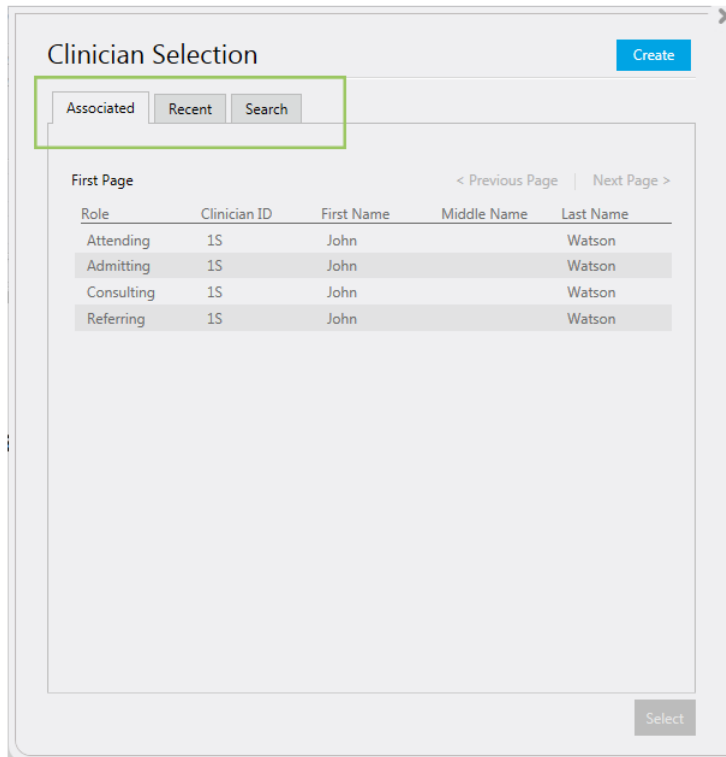 Clinician Selection
Create
Associated Recent Search
First Page < Previous Page | Next Page >
Role Clinician ID First Name Middle Name Last Name
Attending 1S John Watson
Admitting 1S John Watson
Consulting 1S John Watson
Referring 1S John Watson
Select